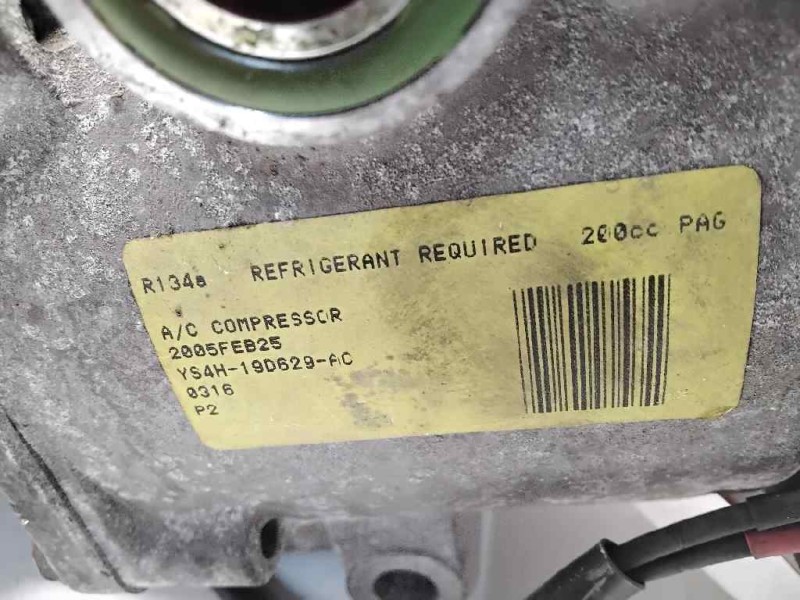 R134a REFRIGERANT REQUIRED 200cc PAG
A/C COMPRESSOR
2005FEB25
YS4H-19D629-AC
0316
P2